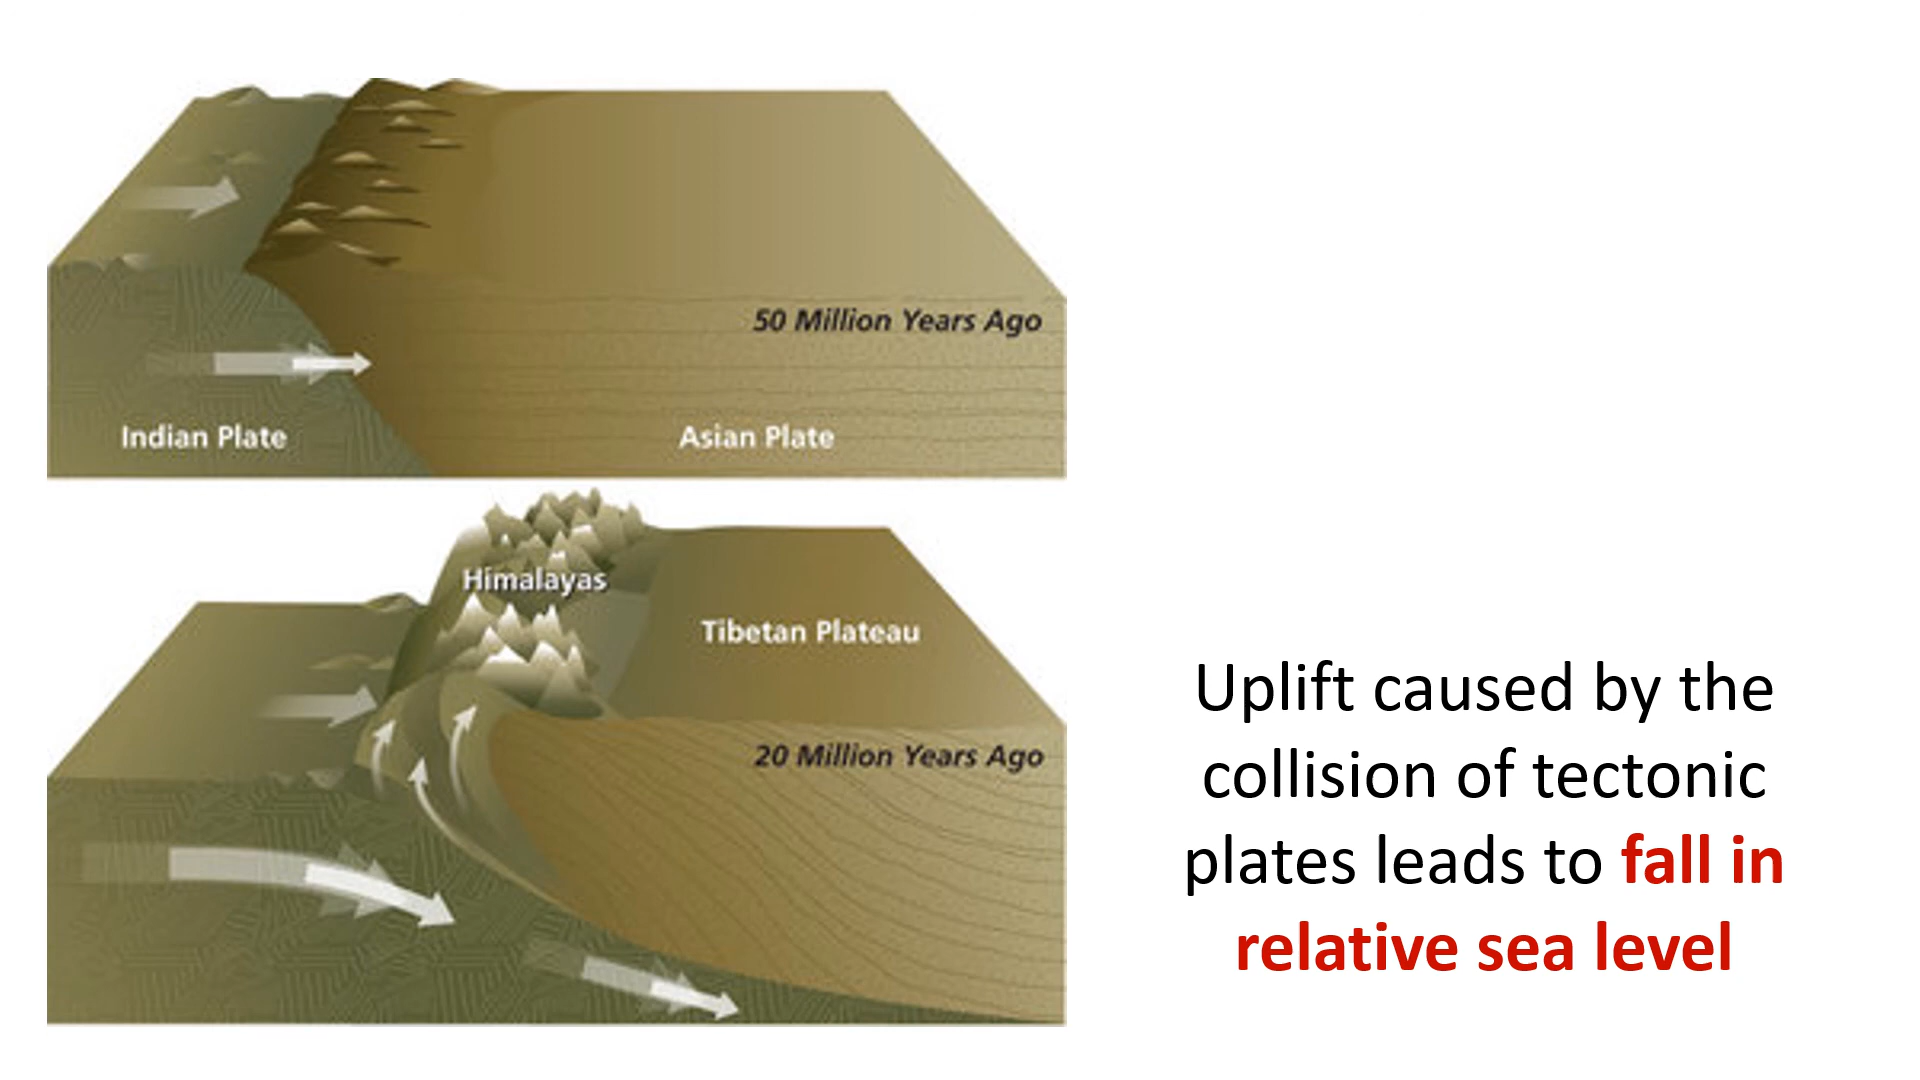 50 Million Years Ago
Indian Plate
Asian Plate
Himalayas
Tibetan Plateau
20 Million Years Ago
Uplift caused by the
collision of tectonic
plates leads to fall in
relative sea level